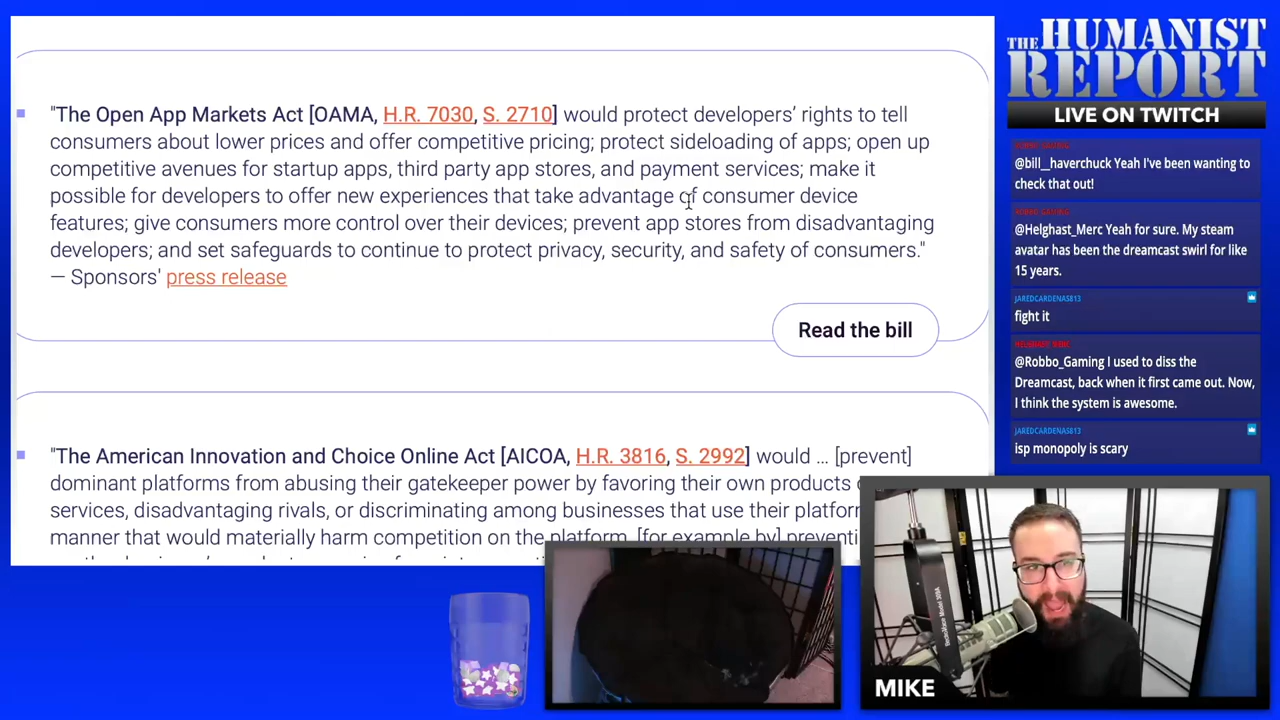 "The Open App Markets Act [OAMA, H.R. 7030, S. 2710] would protect developers’ rights to tell
consumers about lower prices and offer competitive pricing; protect sideloading of apps; open up
competitive avenues for startup apps, third party app stores, and payment services; make it
possible for developers to offer new experiences that take advantage of consumer device
features; give consumers more control over their devices; prevent app stores from disadvantaging
developers; and set safeguards to continue to protect privacy, security, and safety of consumers."
— Sponsors' press release
Read the bill
"The American Innovation and Choice Online Act [AICOA, H.R. 3816, S. 2992] would ... [prevent]
dominant platforms from abusing their gatekeeper power by favoring their own products
services, disadvantaging rivals, or discriminating among businesses that use their platform
manner that would materially harm competition on the platform, [for example by]
THE HUMANIST
REPORT
LIVE ON TWITCH
@bill__haverchuck Yeah I've been wanting to
check that out!
ROBBO_GAMING
@Helghast_Merc Yeah for sure. My steam
avatar has been the dreamcast swirl for like
15 years.
JAREDCARDENAS813
fight it
@Robbo_Gaming I used to diss the
Dreamcast, back when it first came out. Now,
I think the system is awesome.
JAREDCARDENAS813
isp monopoly is scary
MIKE